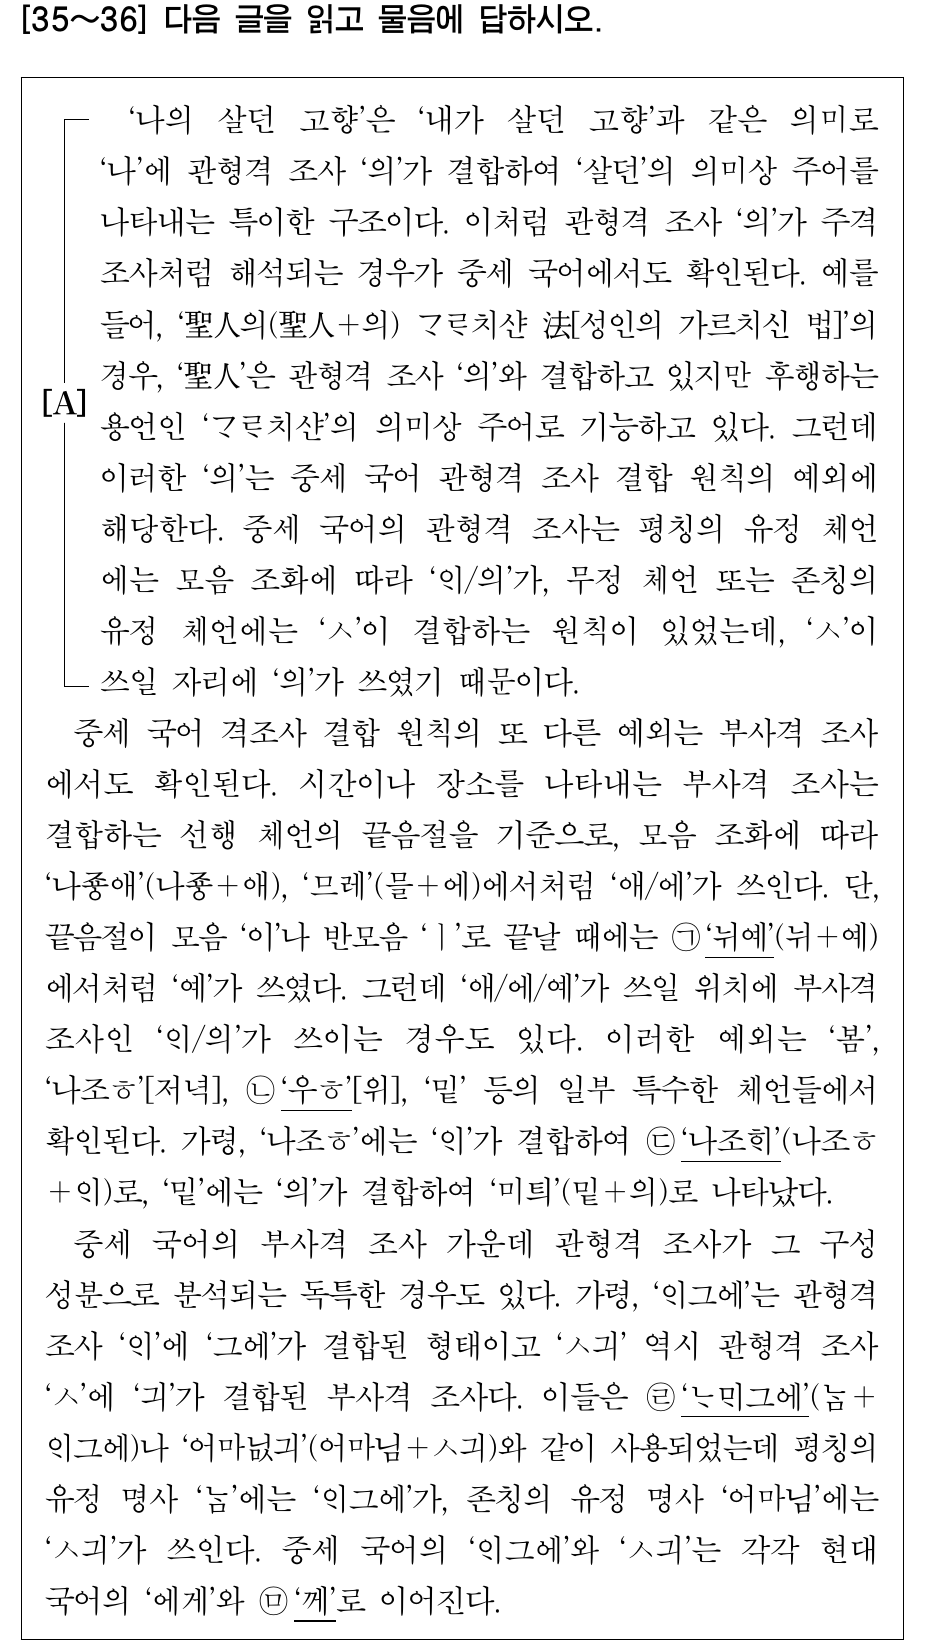 [35～36] 다음 글을 읽고 물음에 답하시오.
‘나의 살던 고향’은 ‘내가 살던 고향’과 같은 의미로
‘나’에 관형격 조사 ‘의’가 결합하여 ‘살던’의 의미상 주어를
나타내는 특이한 구조이다. 이처럼 관형격 조사 ‘의’가 주격
조사처럼 해석되는 경우가 중세 국어에서도 확인된다. 예를
들어, ‘聖人의(聖人＋의) ᄀᆞᄅᆞ치샨 法[성인의 가르치신 법]’의
경우, ‘聖人’은 관형격 조사 ‘의’와 결합하고 있지만 후행하는
[A]
용언인 ‘ᄀᆞᄅᆞ치샨’의 의미상 주어로 기능하고 있다. 그런데
이러한 ‘의’는 중세 국어 관형격 조사 결합 원칙의 예외에
해당한다. 중세 국어의 관형격 조사는 평칭의 유정 체언
에는 모음 조화에 따라 ‘ᄋᆡ/의’가, 무정 체언 또는 존칭의
유정 체언에는 ‘ㅅ’이 결합하는 원칙이 있었는데, ‘ㅅ’이
쓰일 자리에 ‘의’가 쓰였기 때문이다.
중세 국어 격조사 결합 원칙의 또 다른 예외는 부사격 조사
에서도 확인된다. 시간이나 장소를 나타내는 부사격 조사는
결합하는 선행 체언의 끝음절을 기준으로, 모음 조화에 따라
‘나죵애’(나죵＋애), ‘므레’(믈＋에)에서처럼 ‘애/에’가 쓰인다. 단,
끝음절이 모음 ‘이’나 반모음 ‘ㅣ’로 끝날 때에는 ㉠‘뉘예’(뉘＋예)
에서처럼 ‘예’가 쓰였다. 그런데 ‘애/에/예’가 쓰일 위치에 부사격
조사인 ‘ᄋᆡ/의’가 쓰이는 경우도 있다. 이러한 예외는 ‘봄’,
‘나조ㅎ’[저녁], ㉡‘우ㅎ’[위], ‘밑’ 등의 일부 특수한 체언들에서
확인된다. 가령, ‘나조ㅎ’에는 ‘ᄋᆡ’가 결합하여 ㉢‘나조ᄒᆡ’(나조ㅎ
＋ᄋᆡ)로, ‘밑’에는 ‘의’가 결합하여 ‘미틔’(밑＋의)로 나타났다.
중세 국어의 부사격 조사 가운데 관형격 조사가 그 구성
성분으로 분석되는 독특한 경우도 있다. 가령, ‘ᄋᆡ그에’는 관형격
조사 ‘ᄋᆡ’에 ‘그에’가 결합된 형태이고 ‘ㅅ긔’ 역시 관형격 조사
‘ㅅ’에 ‘긔’가 결합된 부사격 조사다. 이들은 ㉣‘ᄂᆞᄆᆡ그에’(ᄂᆞᆷ＋
ᄋᆡ그에)나 ‘어마니ᇝ긔’(어마님＋ㅅ긔)와 같이 사용되었는데 평칭의
유정 명사 ‘ᄂᆞᆷ’에는 ‘ᄋᆡ그에’가, 존칭의 유정 명사 ‘어마님’에는
‘ㅅ긔’가 쓰인다. 중세 국어의 ‘ᄋᆡ그에’와 ‘ㅅ긔’는 각각 현대
국어의 ‘에게’와 ㉤‘께’로 이어진다.